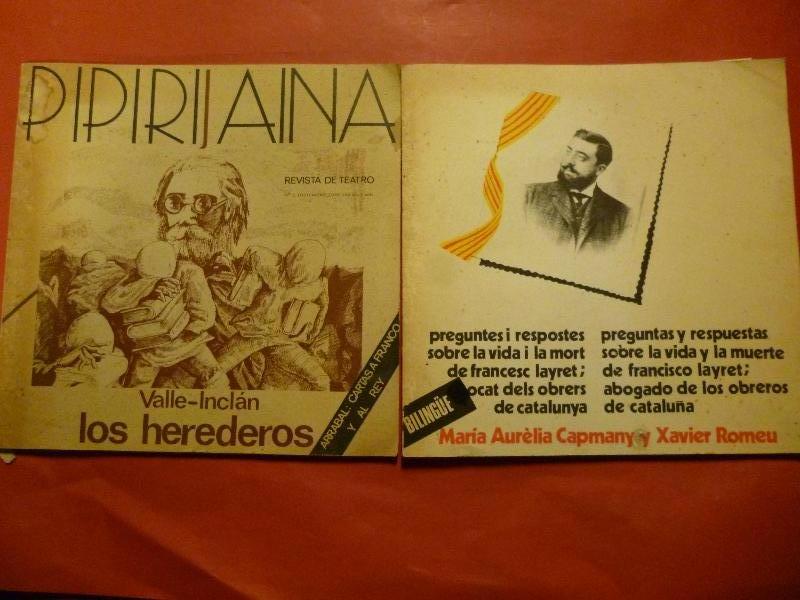 PIPIRIJAINA
REVISTA DE TEATRO
Valle-Inclán
los herederos
ARRABAL: CARTAS A FRANCO
Y AL REY
preguntes i respostes
sobre la vida i la mort
de francesc layret;
ocat dels obrers
de catalunya
preguntas y respuestas
sobre la vida y la muerte
de francisco layret;
abogado de los obreros
de cataluña
BILINGÜE
María Aurèlia Capmany y Xavier Romeu